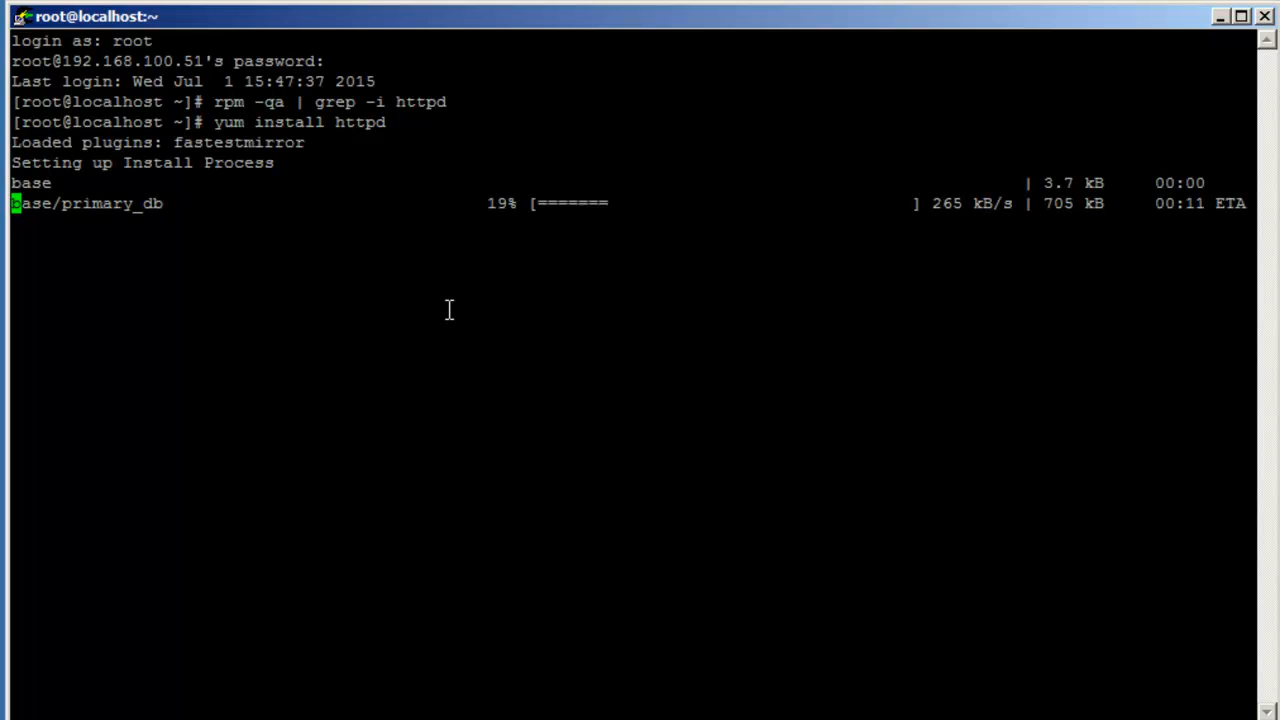 root@localhost:~
login as: root
root@192.168.100.51's password:
Last login: Wed Jul  1 15:47:37 2015
[root@localhost ~]# rpm -qa | grep -i httpd
[root@localhost ~]# yum install httpd
Loaded plugins: fastestmirror
Setting up Install Process
base | 3.7 kB 00:00
base/primary_db 19% [======= ] 265 kB/s | 705 kB 00:11 ETA